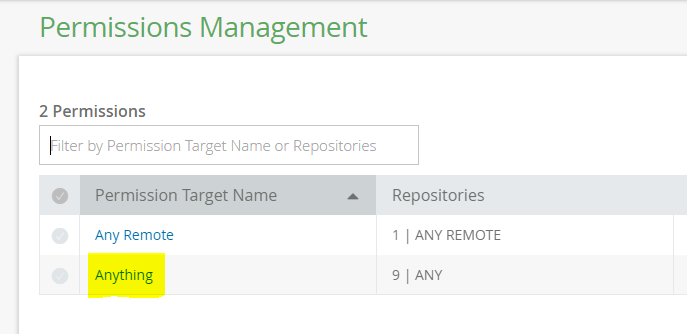 Permissions Management
2 Permissions
Filter by Permission Target Name or Repositories
Permission Target Name Repositories
Any Remote 1 | ANY REMOTE
Anything 9 | ANY